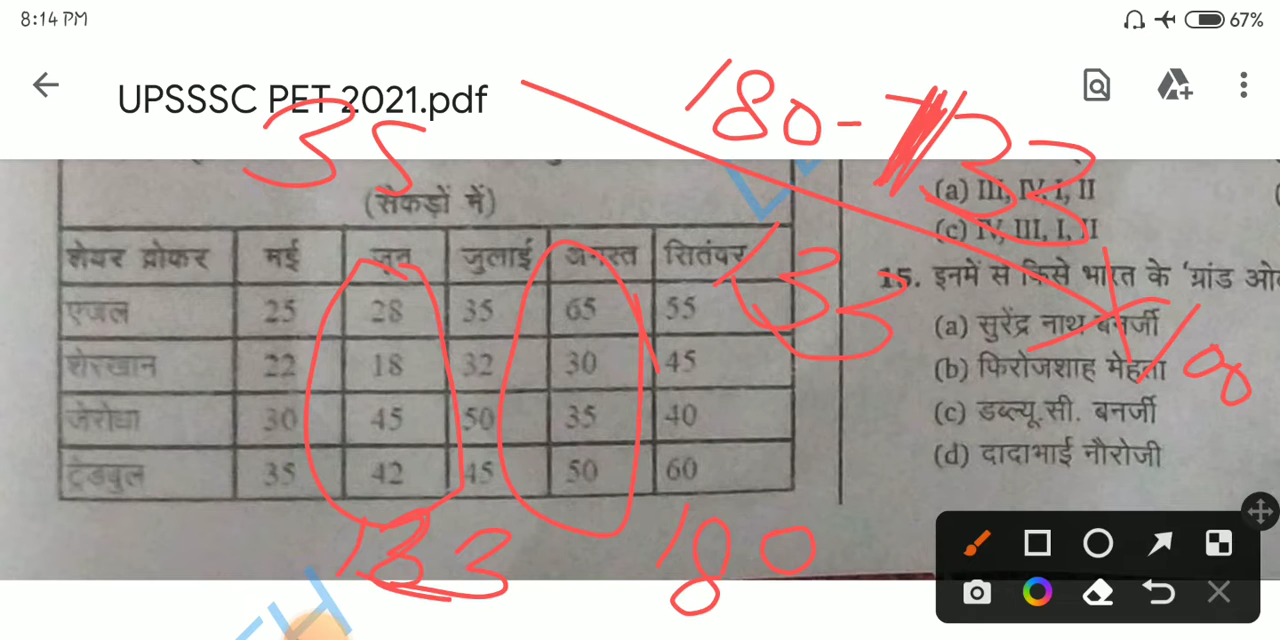 8:14 PM 67%
UPSSSC PET 2021.pdf
35
180-133
133
(सैकड़ों में)
शेयर ब्रोकर मई जून जुलाई अगस्त सितंबर
एंजल 25 28 35 65 55
शेरखान 22 18 32 30 45
जेरोधा 30 45 50 35 40
ट्रेडबुल 35 42 45 50 60
133 180
(a) III, IV, I, II
(c) IV, III, I, II
15. इनमें से किसे भारत के 'ग्रांड ओ
(a) सुरेंद्र नाथ बनर्जी
(b) फिरोजशाह मेहता
(c) डब्ल्यू.सी. बनर्जी
(d) दादाभाई नौरोजी